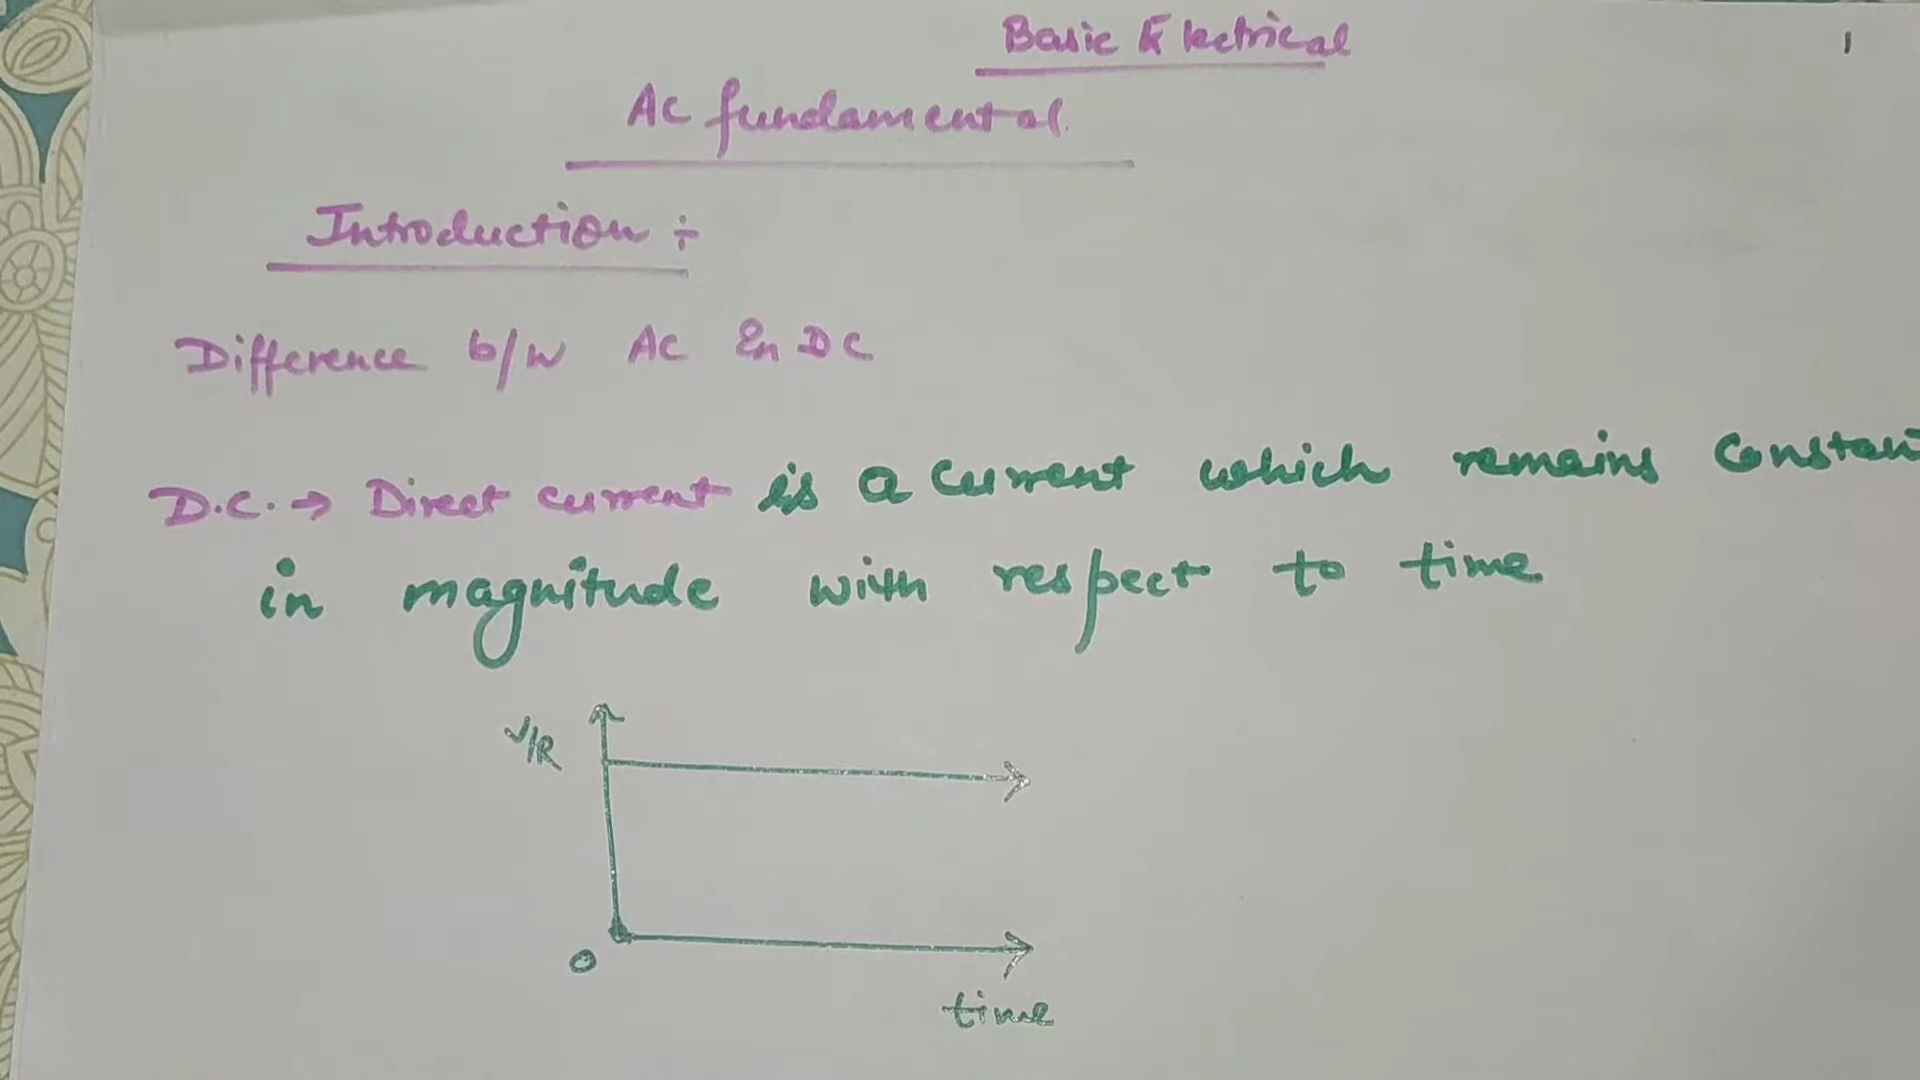 Basic Electrical
1
AC fundamental.
Introduction :-
Difference b/w AC & DC
D.C. → Direct current is a current which remains constan
in magnitude with respect to time
V/R
0
time